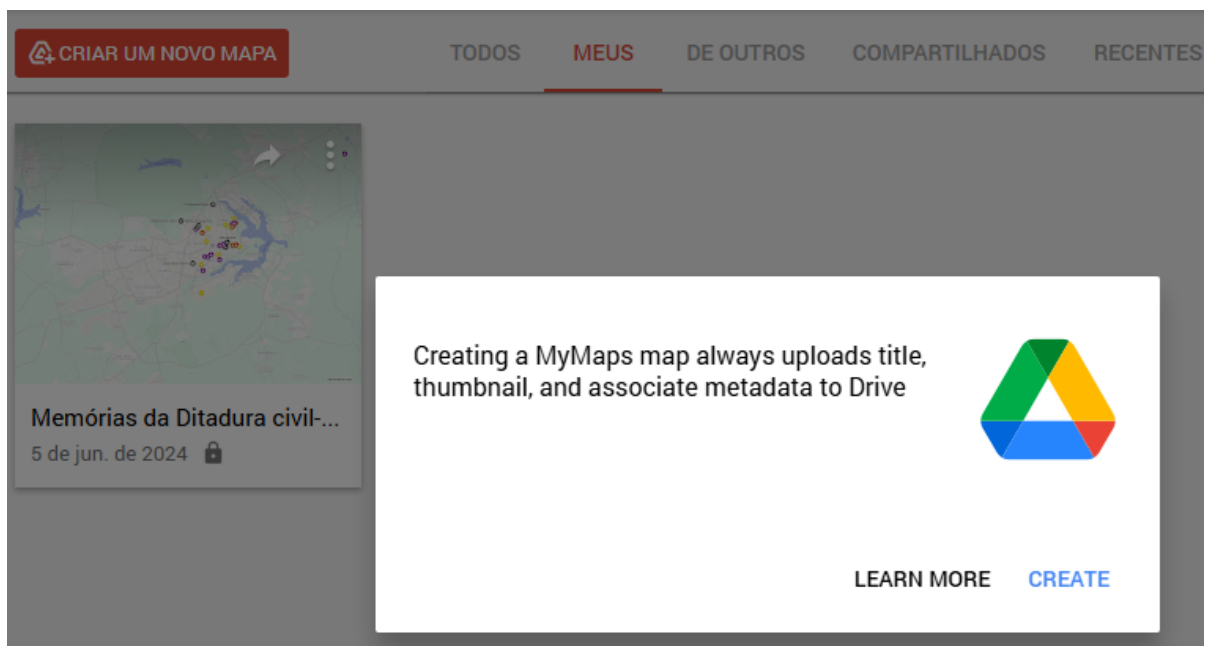 CRIAR UM NOVO MAPA
TODOS
MEUS
DE OUTROS
COMPARTILHADOS
RECENTES
Memórias da Ditadura civil-...
5 de jun. de 2024
Creating a MyMaps map always uploads title,
thumbnail, and associate metadata to Drive
LEARN MORE
CREATE